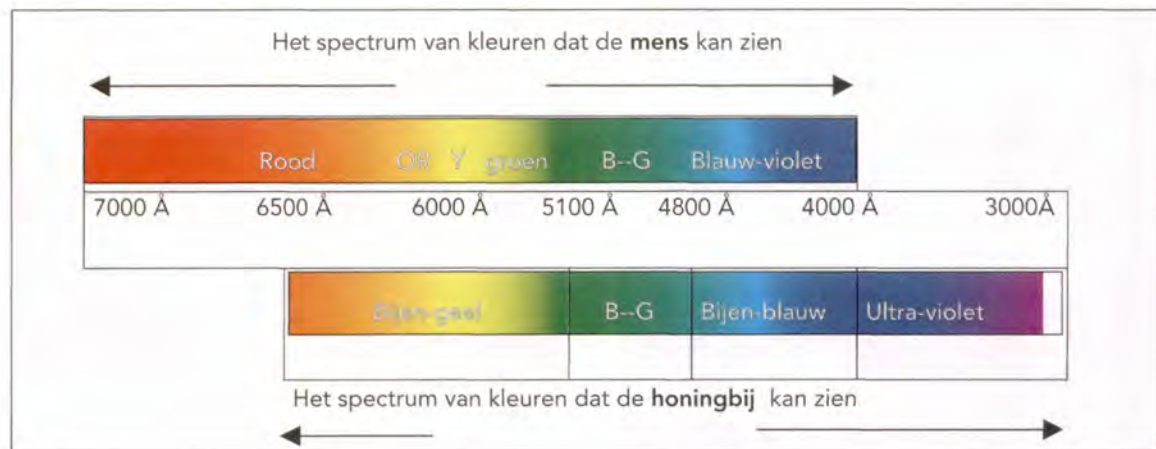 Het spectrum van kleuren dat de mens kan zien
Rood OR Y groen B--G Blauw-violet
7000 Å 6500 Å 6000 Å 5100 Å 4800 Å 4000 Å 3000Å
Bijen-geel B--G Bijen-blauw Ultra-violet
Het spectrum van kleuren dat de honingbij kan zien